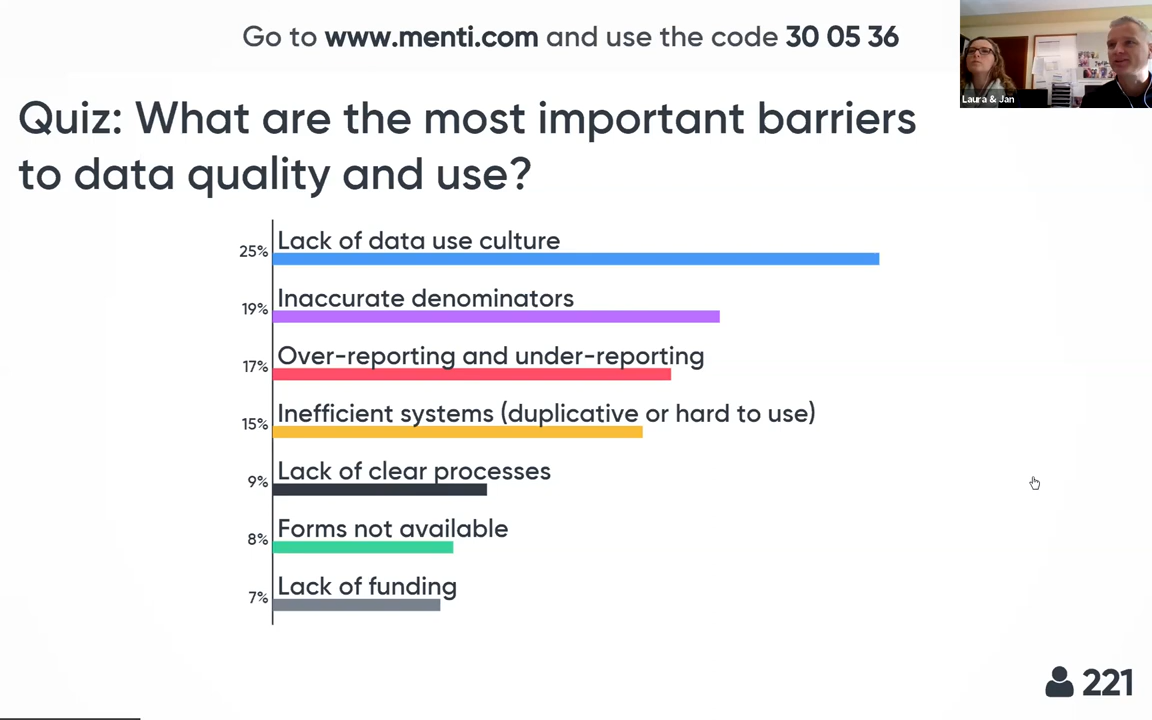 Go to www.menti.com and use the code 30 05 36
Laura & Jan
Quiz: What are the most important barriers
to data quality and use?
Lack of data use culture
25%
Inaccurate denominators
19%
Over-reporting and under-reporting
17%
Inefficient systems (duplicative or hard to use)
15%
Lack of clear processes
9%
Forms not available
8%
Lack of funding
7%
221